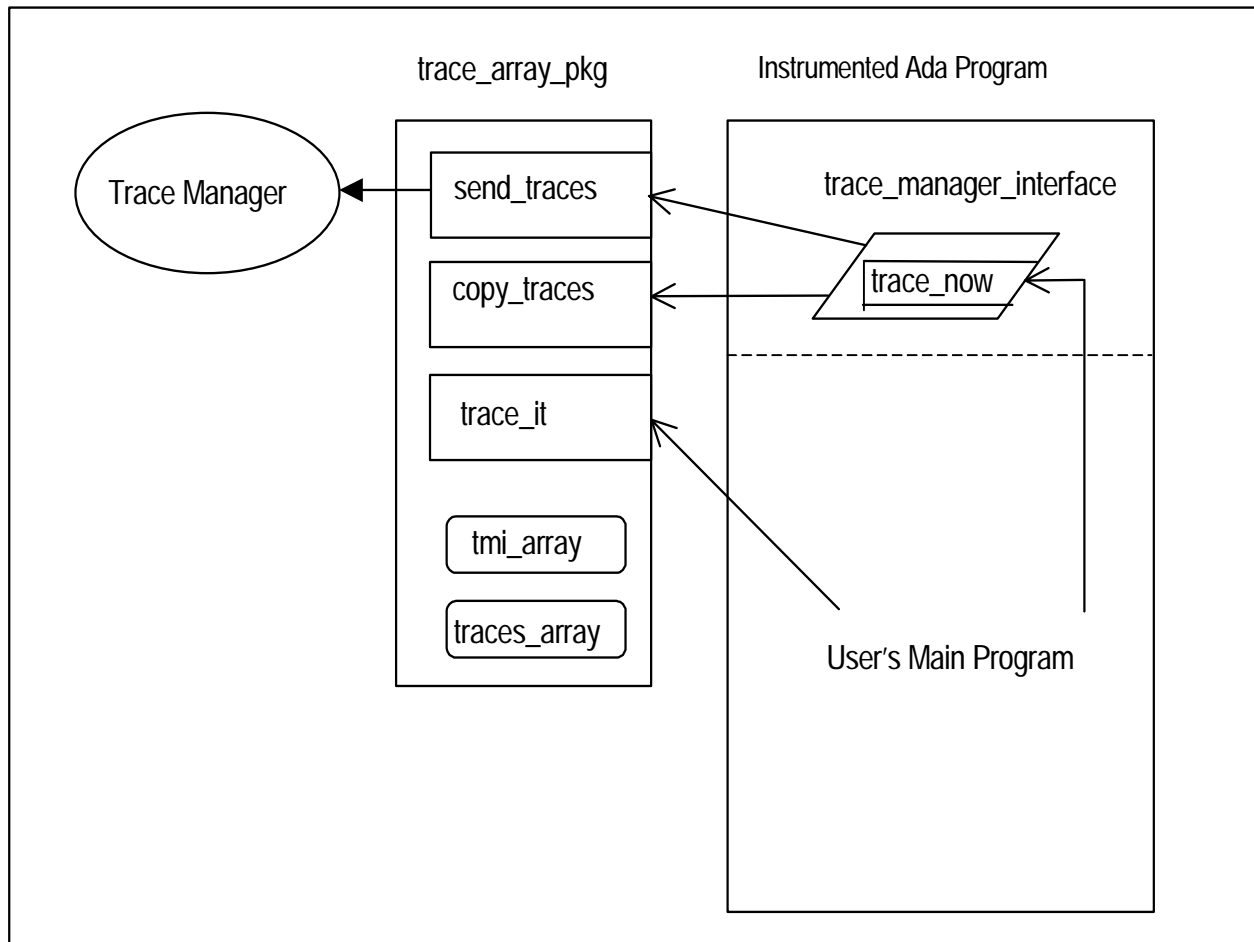 trace_array_pkg
Instrumented Ada Program
Trace Manager
send_traces
trace_manager_interface
copy_traces
trace_now
trace_it
tmi_array
traces_array
User's Main Program